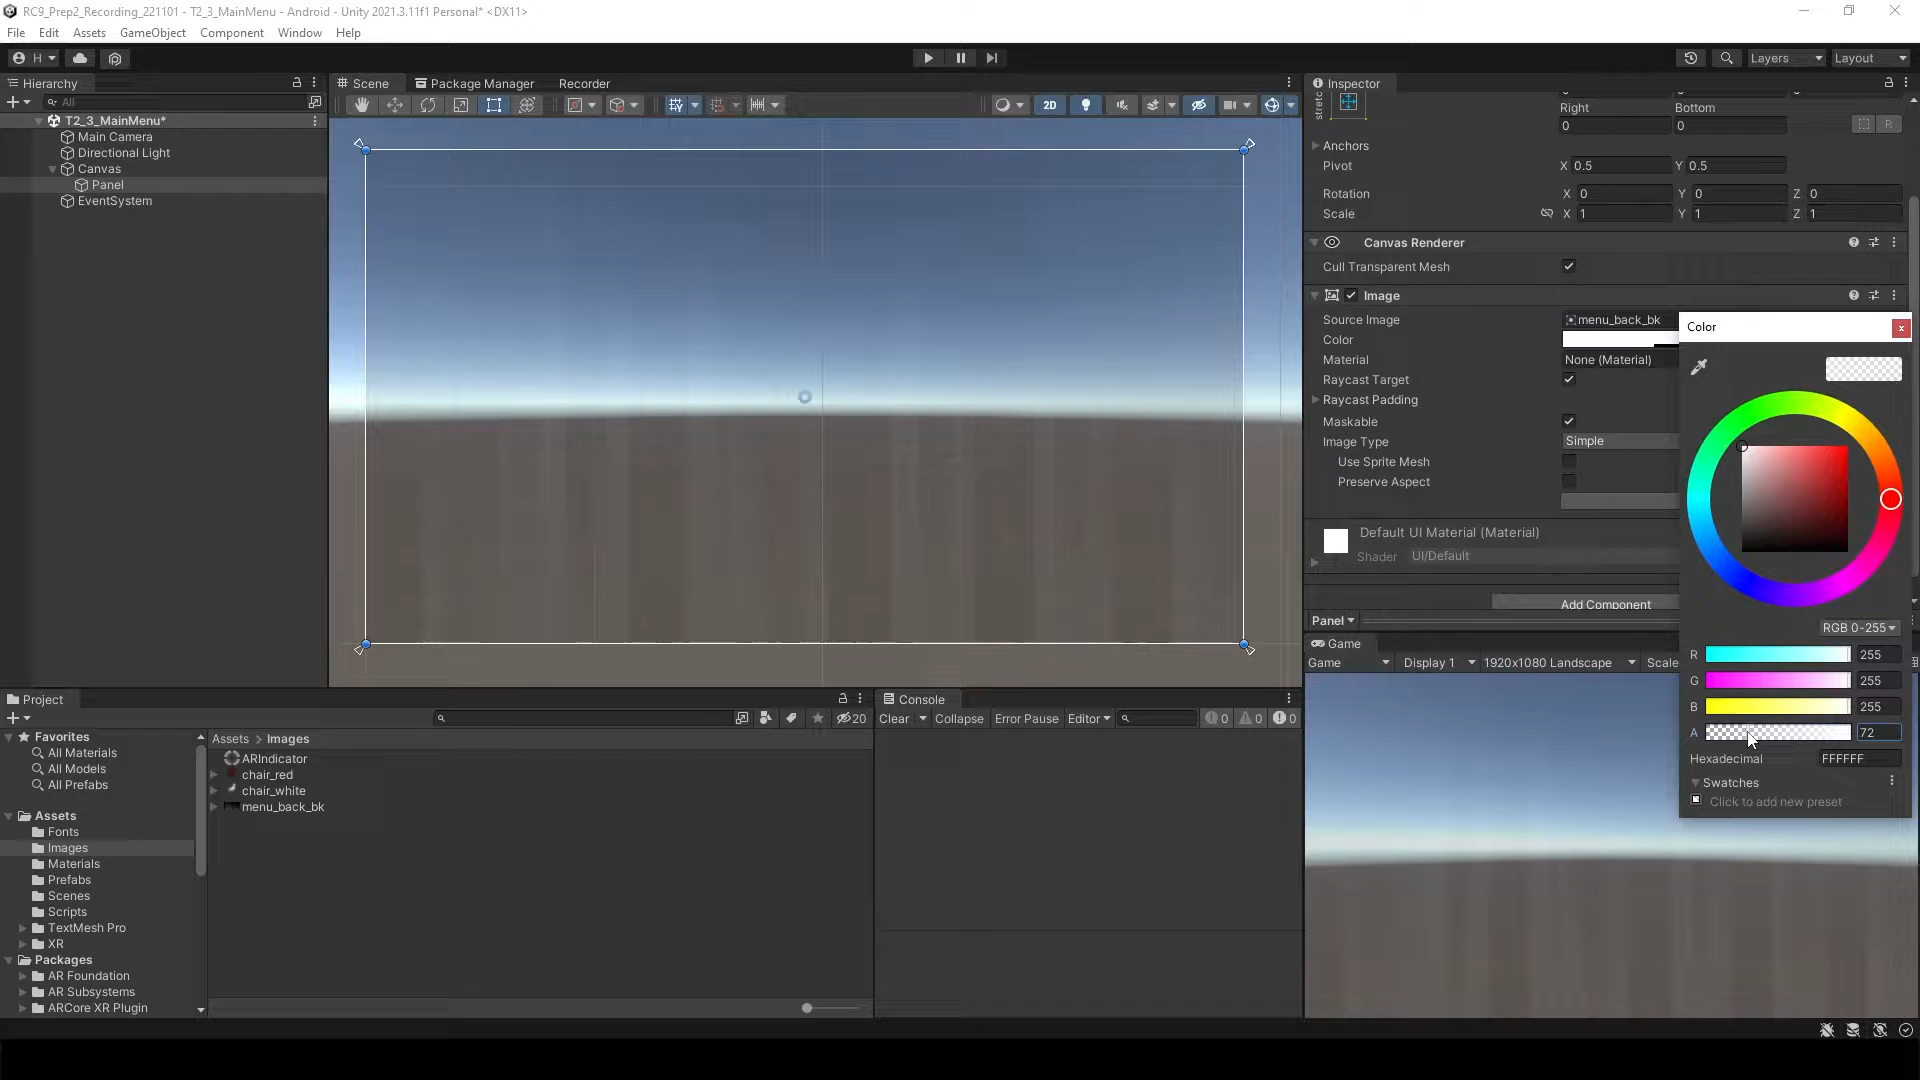 RC9_Prep2_Recording_221101 - T2_3_MainMenu - Android - Unity 2021.3.11f1 Personal* <DX11>
File Edit Assets GameObject Component Window Help
H
Layers Layout
Hierarchy
All
T2_3_MainMenu*
Main Camera
Directional Light
Canvas
Panel
EventSystem
Scene Package Manager Recorder
2D
Inspector
stretc
Right Bottom
0 0
R
Anchors
Pivot X 0.5 Y 0.5
Rotation X 0 Y 0 Z 0
Scale X 1 Y 1 Z 1
Canvas Renderer
Cull Transparent Mesh
Image
Source Image menu_back_bk
Color
Material None (Material)
Raycast Target
Raycast Padding
Maskable
Image Type Simple
Use Sprite Mesh
Preserve Aspect
Default UI Material (Material)
Shader UI/Default
Add Component
Panel
Game
Game Display 1 1920x1080 Landscape Scale
Color
RGB 0-255
R 255
G 255
B 255
A 72
Hexadecimal FFFFFF
Swatches
Click to add new preset
Project
20
Favorites
All Materials
All Models
All Prefabs
Assets
Fonts
Images
Materials
Prefabs
Scenes
Scripts
TextMesh Pro
XR
Packages
AR Foundation
AR Subsystems
ARCore XR Plugin
Assets > Images
ARIndicator
chair_red
chair_white
menu_back_bk
Console
Clear Collapse Error Pause Editor 0 0 0